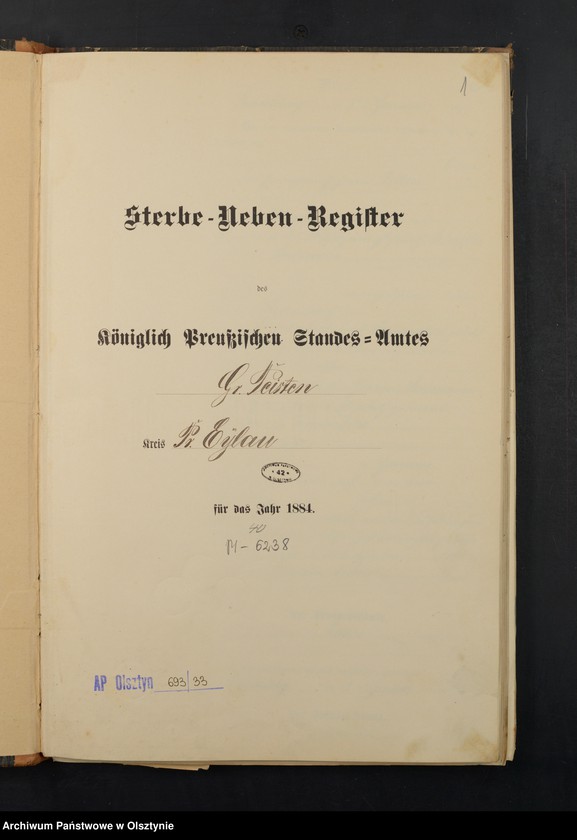 1
Sterbe-Neben-Register
des
Königlich Preußischen Standes=Amtes
Gr. Peisten
Kreis Pr. Eylau
42
für das Jahr 1884.
M - 6238
AP Olsztyn 693/33
Archiwum Państwowe w Olsztynie